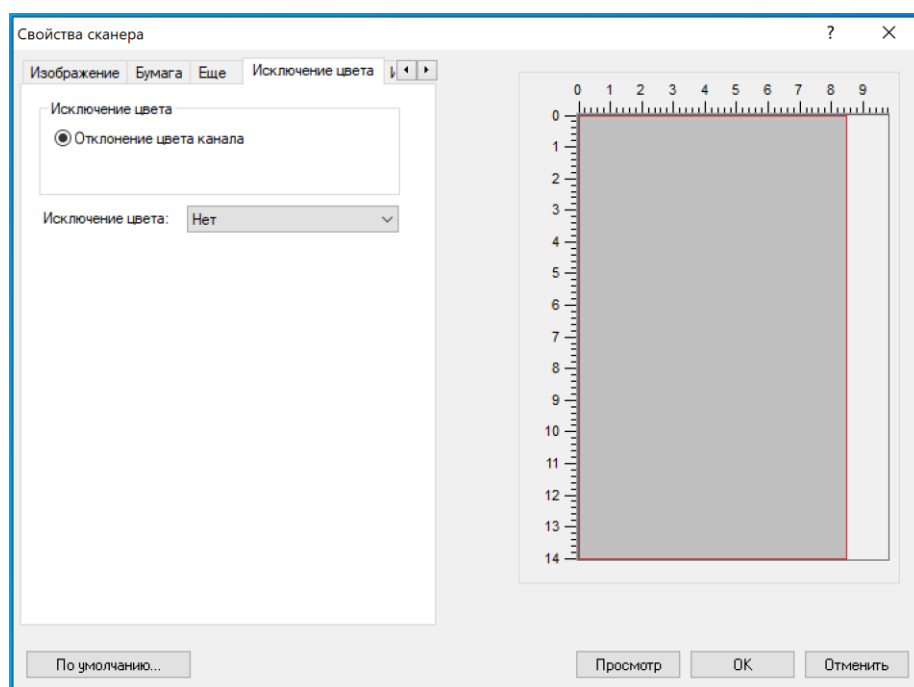 Свойства сканера ? ✕
Изображение Бумага Еще Исключение цвета
Исключение цвета
Отклонение цвета канала
Исключение цвета: Нет
0 1 2 3 4 5 6 7 8 9
0
1
2
3
4
5
6
7
8
9
10
11
12
13
14
По умолчанию...
Просмотр OK Отменить